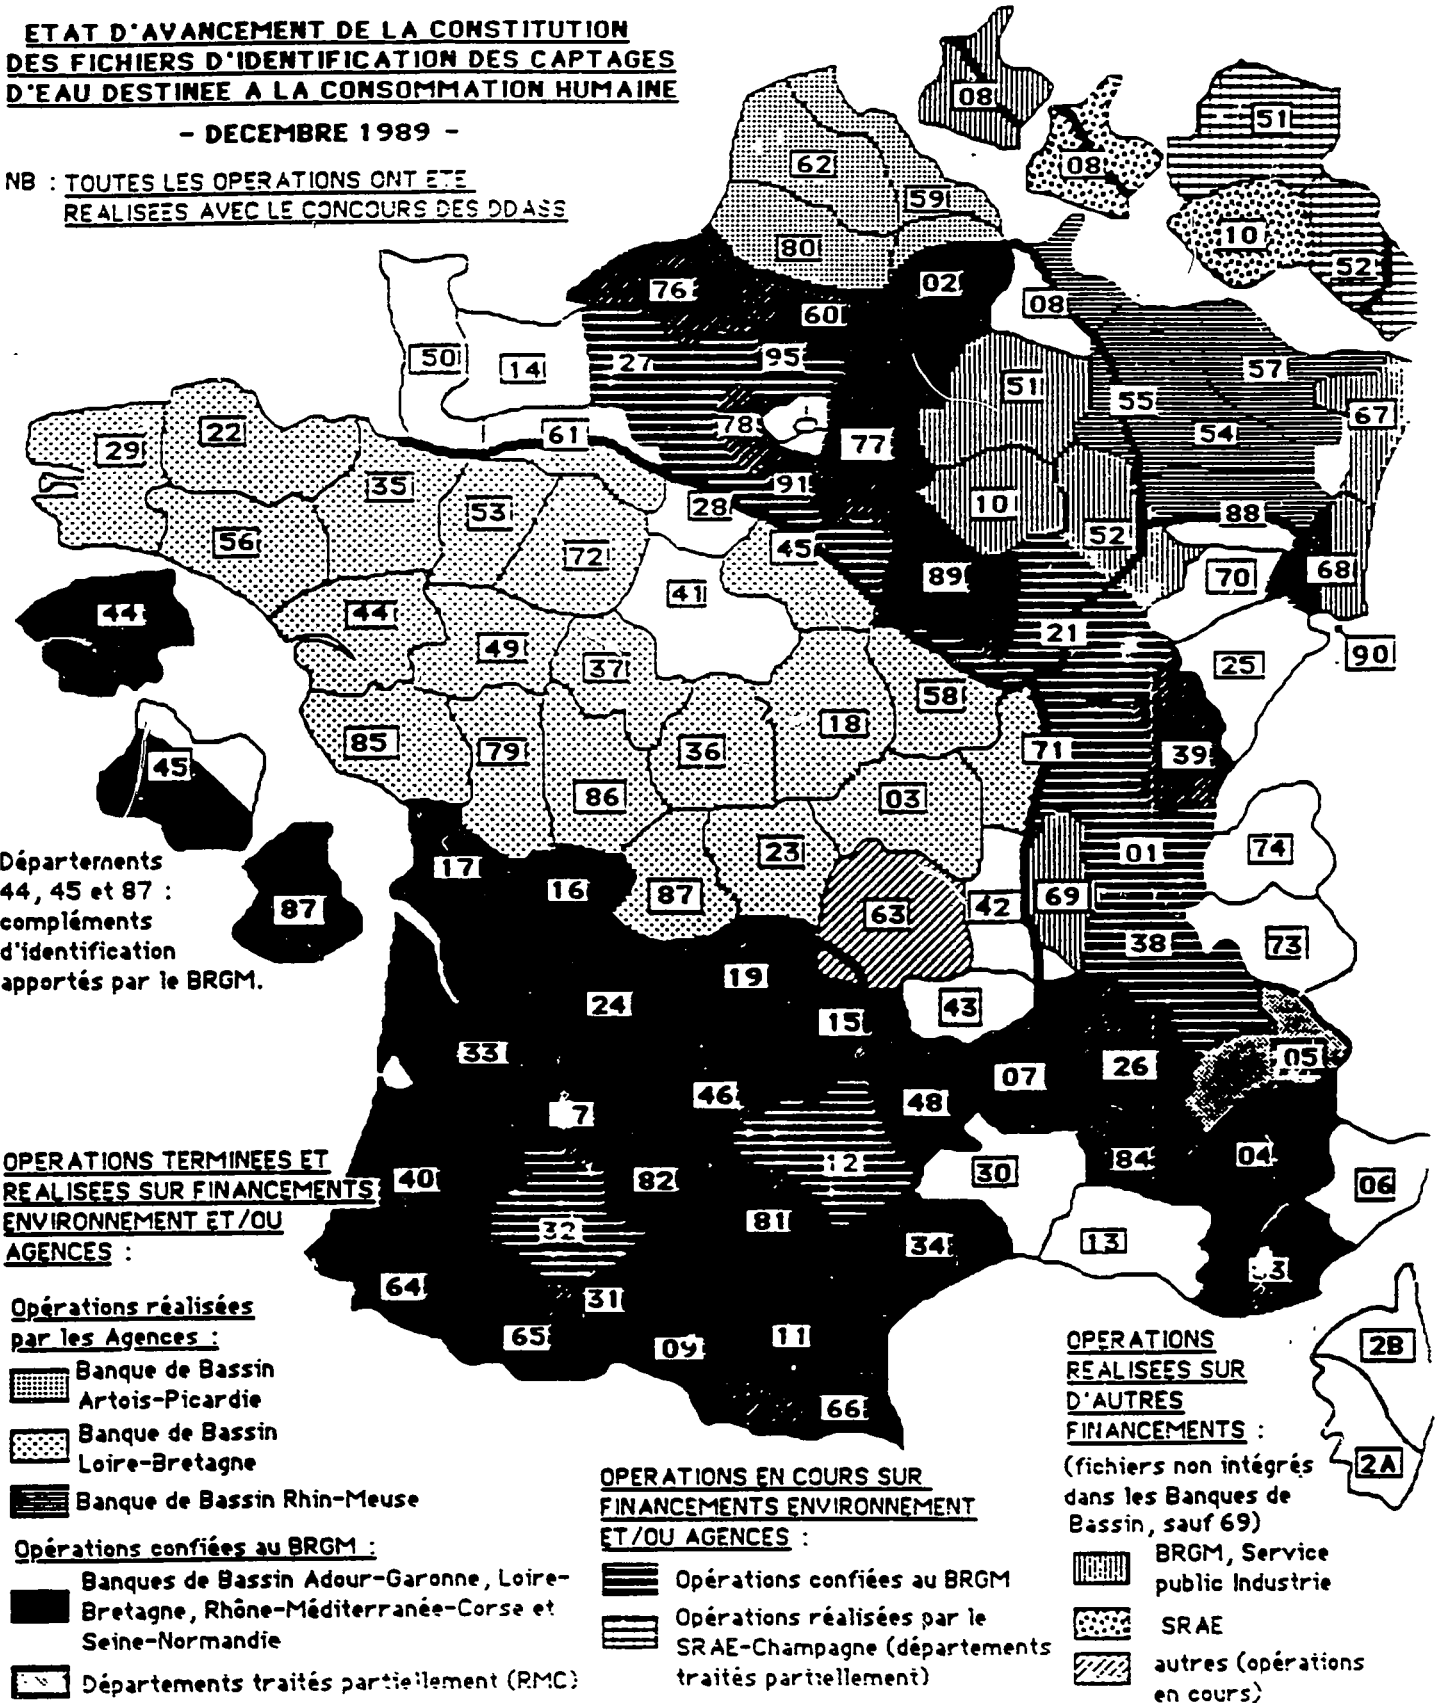 ETAT D'AVANCEMENT DE LA CONSTITUTION
DES FICHIERS D'IDENTIFICATION DES CAPTAGES
D'EAU DESTINEE A LA CONSOMMATION HUMAINE
- DECEMBRE 1989 -
NB : TOUTES LES OPERATIONS ONT ETE
REALISEES AVEC LE CONCOURS DES DDASS
08
08
51
10
52
62
59
80
76
02
60
08
50
14
27
95
51
57
55
67
78
54
29
22
61
77
35
91
10
53
28
88
56
72
45
52
89
70
68
41
44
44
21
49
37
25
90
58
85
18
45
79
36
71
39
86
03
Départements
44, 45 et 87 :
compléments
d'identification
apportés par le BRGM.
17
23
01
74
16
87
42
69
87
63
38
73
19
24
43
15
33
05
26
07
46
48
7
12
84
04
40
82
30
06
32
81
34
13
3
64
31
65
09
11
66
2B
2A
OPERATIONS TERMINEES ET
REALISEES SUR FINANCEMENTS
ENVIRONNEMENT ET/OU
AGENCES :
Opérations réalisées
par les Agences :
Banque de Bassin
Artois-Picardie
Banque de Bassin
Loire-Bretagne
Banque de Bassin Rhin-Meuse
Opérations confiées au BRGM :
Banques de Bassin Adour-Garonne, Loire-
Bretagne, Rhône-Méditerranée-Corse et
Seine-Normandie
Départements traités partiellement (RMC)
OPERATIONS EN COURS SUR
FINANCEMENTS ENVIRONNEMENT
ET/OU AGENCES :
Opérations confiées au BRGM
Opérations réalisées par le
SRAE-Champagne (départements
traités partiellement)
OPERATIONS
REALISEES SUR
D'AUTRES
FINANCEMENTS :
(fichiers non intégrés
dans les Banques de
Bassin, sauf 69)
BRGM, Service
public Industrie
SRAE
autres (opérations
en cours)